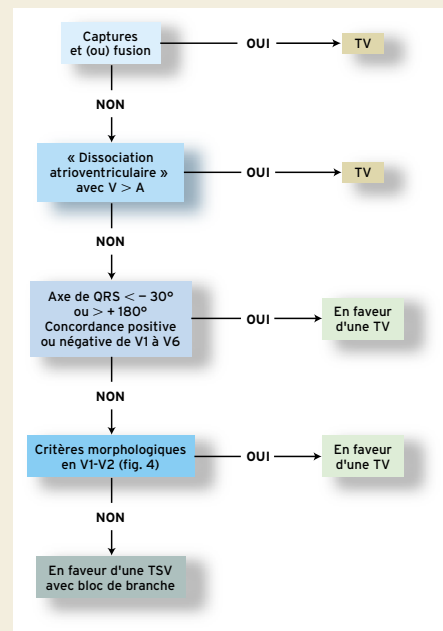 Captures
et (ou) fusion
OUI
TV
NON
« Dissociation
atrioventriculaire »
avec V > A
OUI
TV
NON
Axe de QRS < – 30°
ou > + 180°
Concordance positive
ou négative de V1 à V6
OUI
En faveur
d'une TV
NON
Critères morphologiques
en V1-V2 (fig. 4)
OUI
En faveur
d'une TV
NON
En faveur d'une TSV
avec bloc de branche